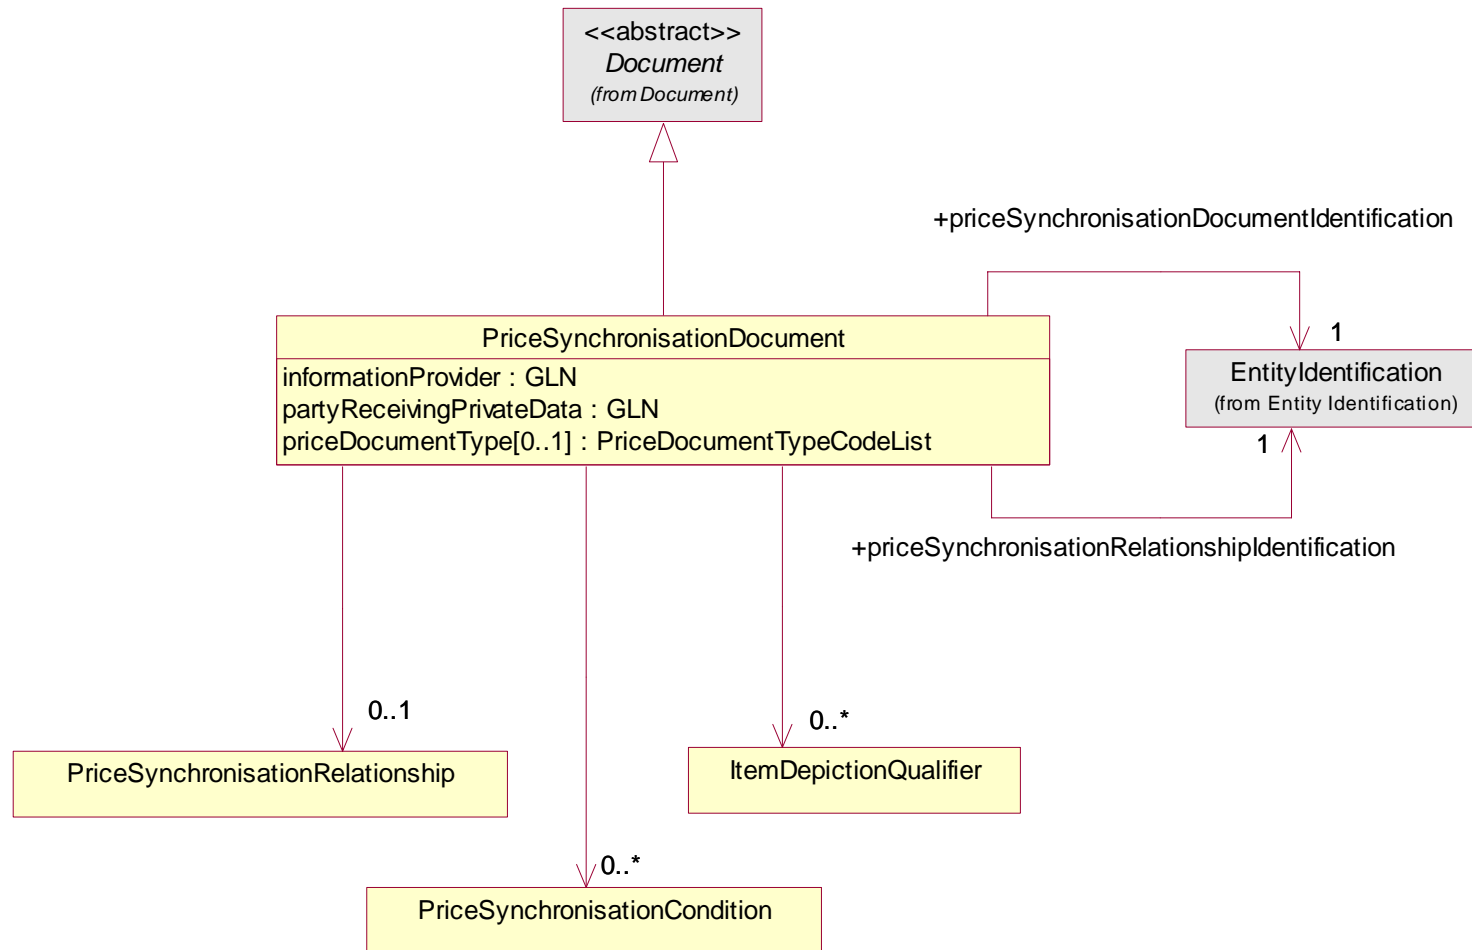 <<abstract>>
Document
(from Document)
+priceSynchronisationDocumentIdentification
PriceSynchronisationDocument
informationProvider : GLN
partyReceivingPrivateData : GLN
priceDocumentType[0..1] : PriceDocumentTypeCodeList
1
EntityIdentification
(from Entity Identification)
1
+priceSynchronisationRelationshipIdentification
0..1
0..*
PriceSynchronisationRelationship
ItemDepictionQualifier
0..*
PriceSynchronisationCondition